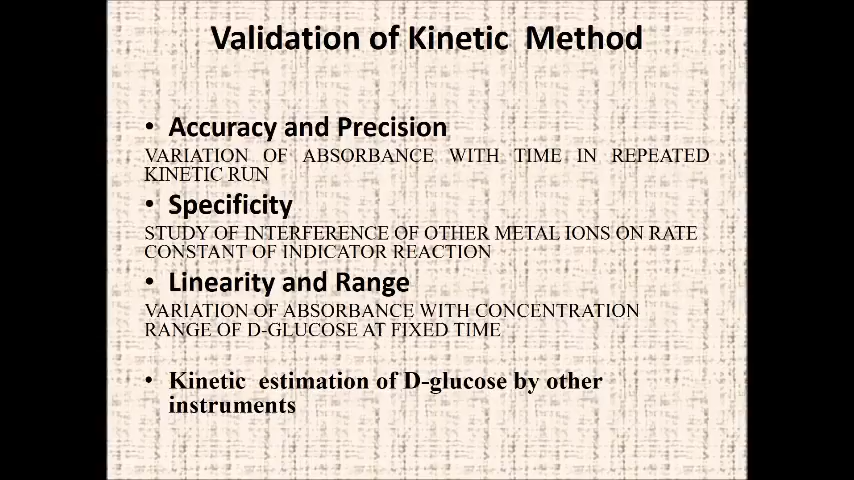 Validation of Kinetic Method
• Accuracy and Precision
VARIATION OF ABSORBANCE WITH TIME IN REPEATED
KINETIC RUN
• Specificity
STUDY OF INTERFERENCE OF OTHER METAL IONS ON RATE
CONSTANT OF INDICATOR REACTION
• Linearity and Range
VARIATION OF ABSORBANCE WITH CONCENTRATION
RANGE OF D-GLUCOSE AT FIXED TIME
• Kinetic estimation of D-glucose by other
instruments